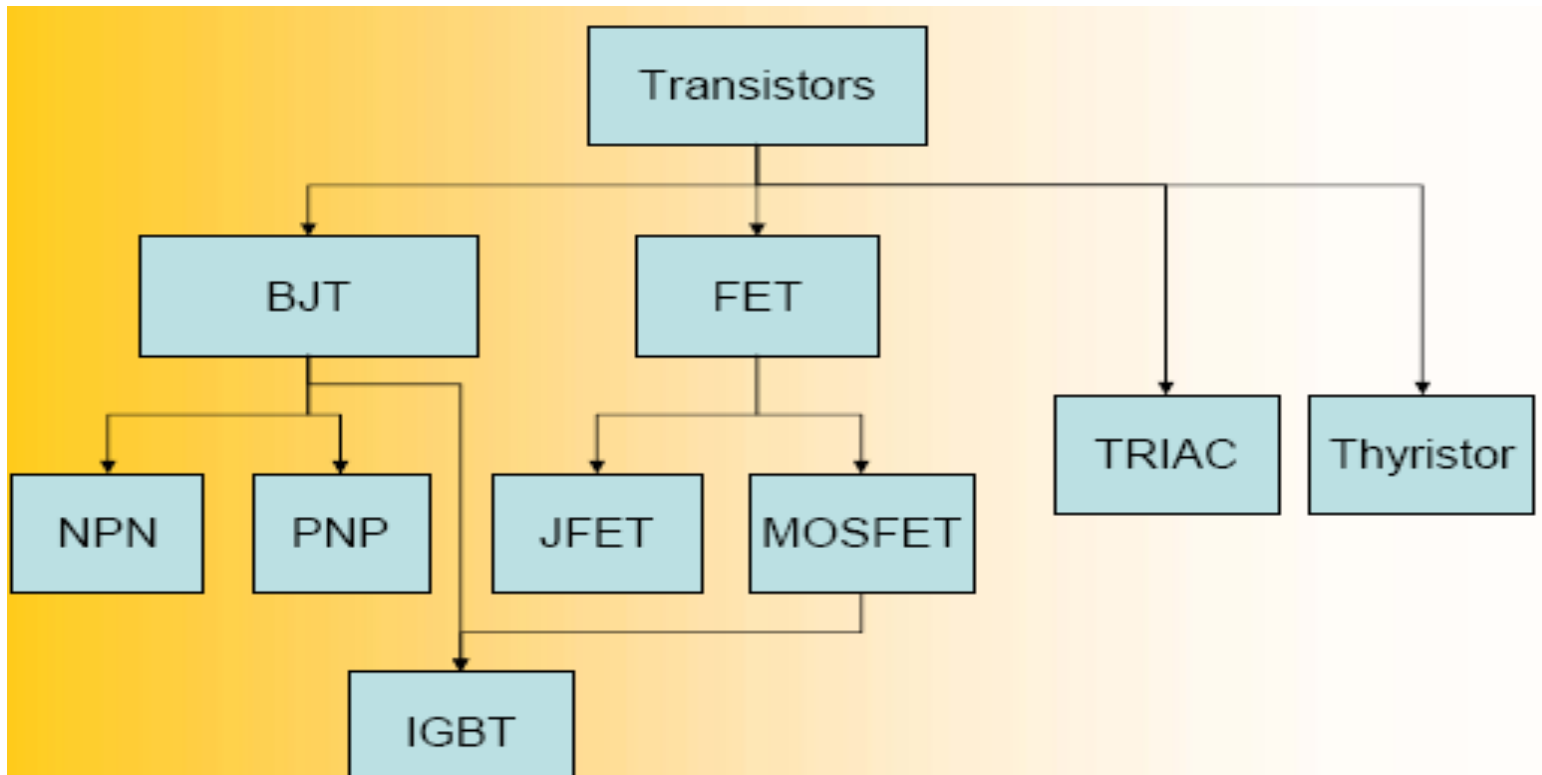 Transistors
BJT
FET
TRIAC
Thyristor
NPN
PNP
JFET
MOSFET
IGBT